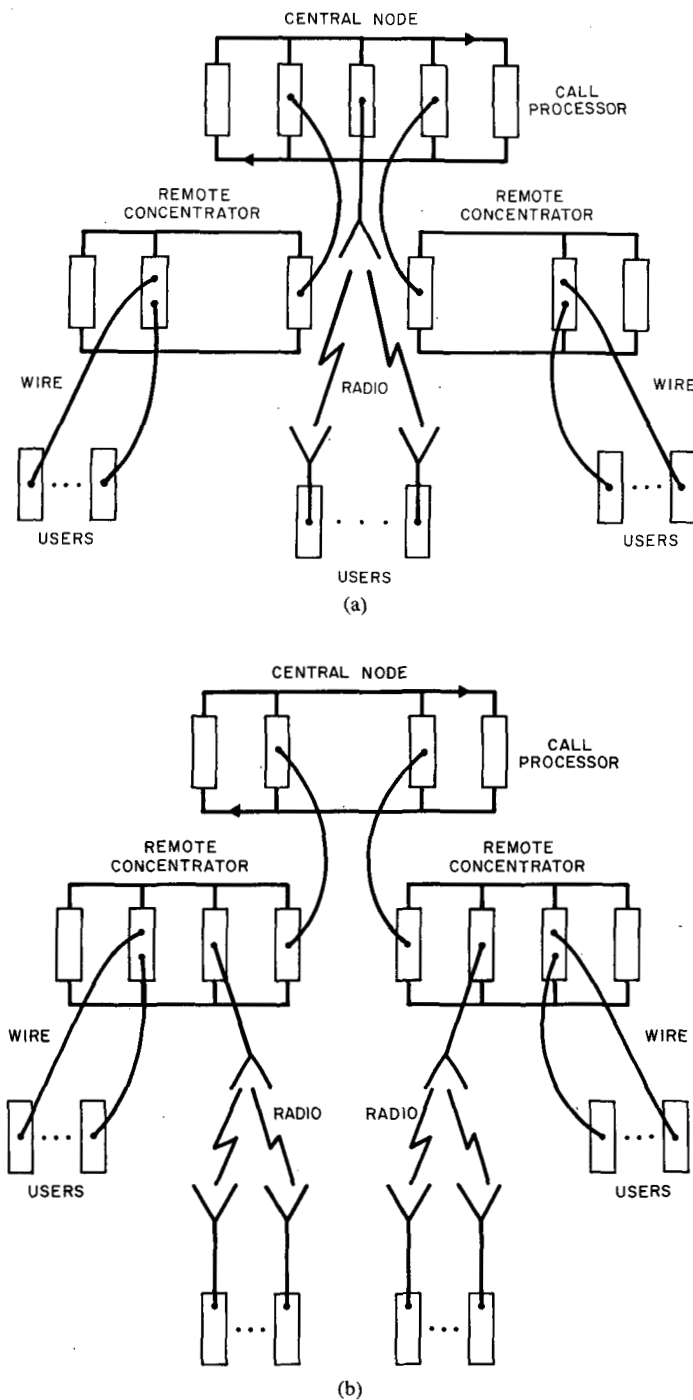 CENTRAL NODE
CALL
PROCESSOR
REMOTE
CONCENTRATOR
REMOTE
CONCENTRATOR
WIRE
RADIO
WIRE
USERS
USERS
USERS
(a)
CENTRAL NODE
CALL
PROCESSOR
REMOTE
CONCENTRATOR
REMOTE
CONCENTRATOR
WIRE
WIRE
RADIO
RADIO
USERS
USERS
(b)